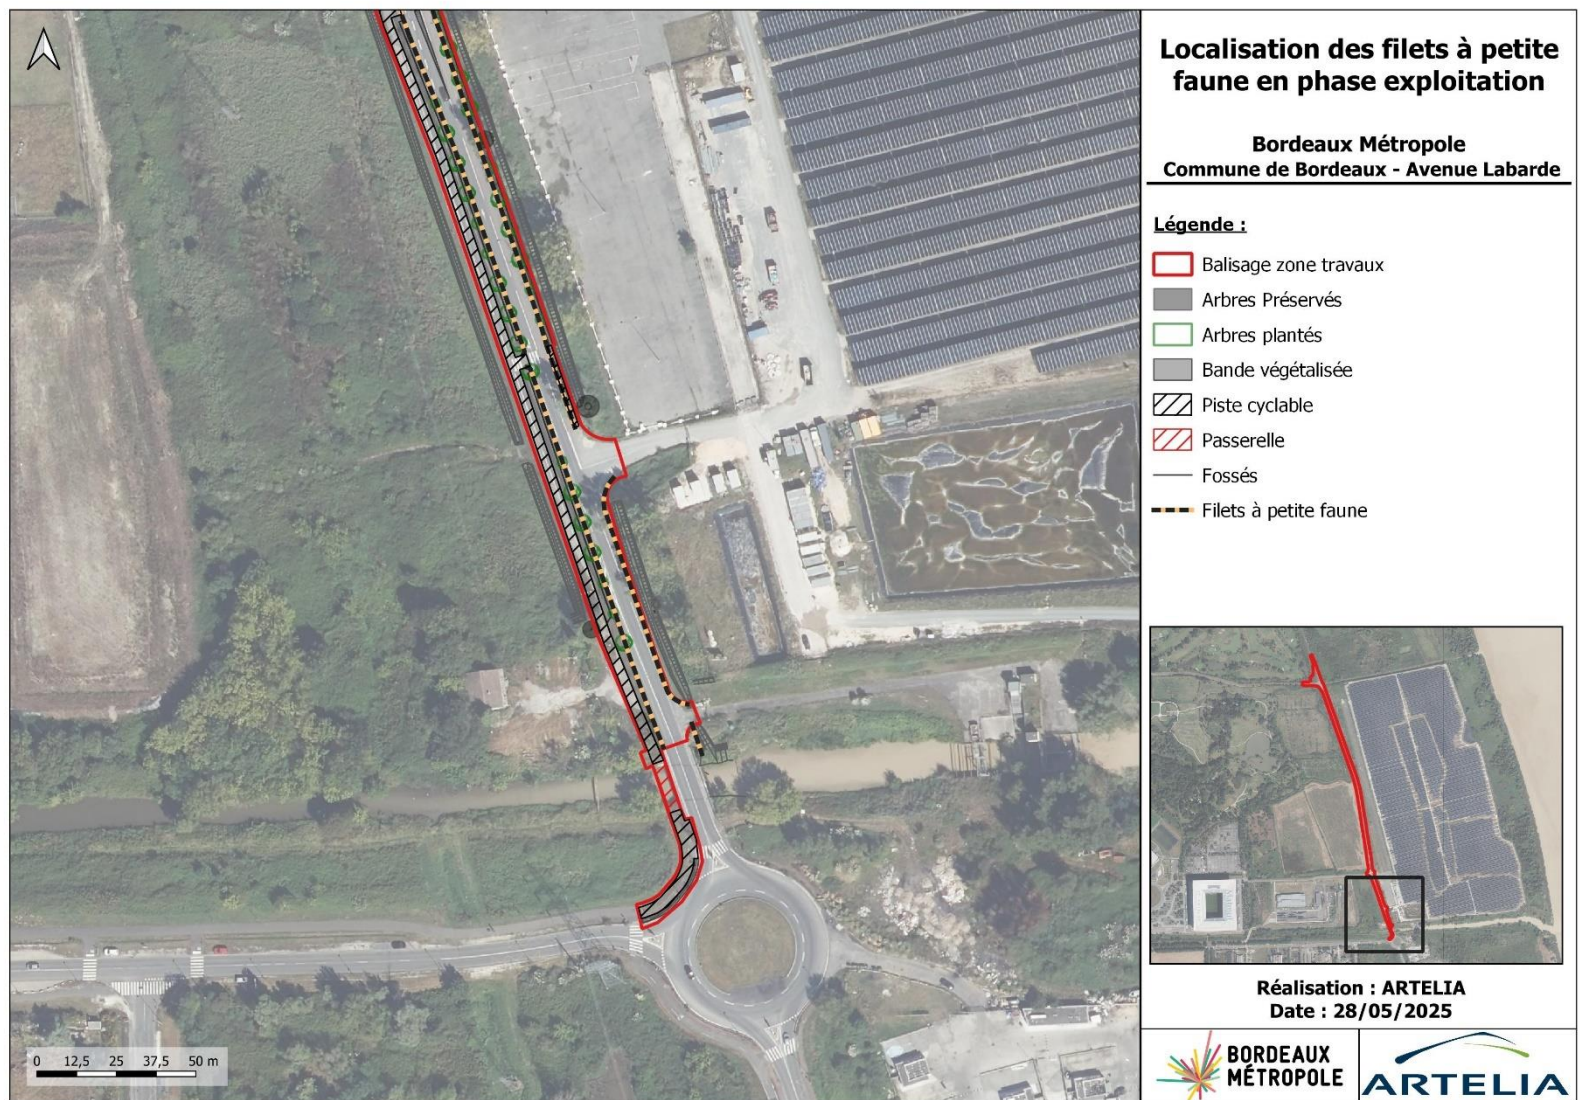 Localisation des filets à petite
faune en phase exploitation
Bordeaux Métropole
Commune de Bordeaux - Avenue Labarde
Légende :
Balisage zone travaux
Arbres Préservés
Arbres plantés
Bande végétalisée
Piste cyclable
Passerelle
Fossés
Filets à petite faune
0 12,5 25 37,5 50 m
Réalisation : ARTELIA
Date : 28/05/2025
BORDEAUX
MÉTROPOLE
ARTELIA